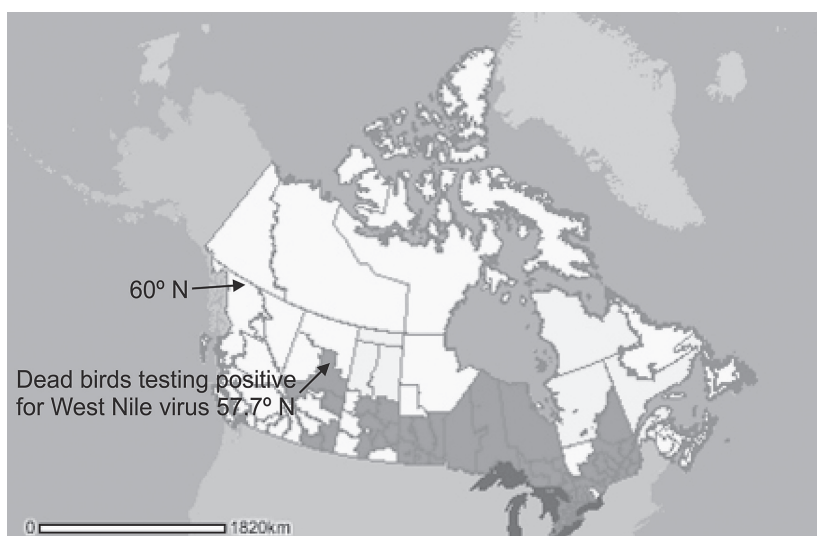 60º N
Dead birds testing positive
for West Nile virus 57.7º N
0 1820km